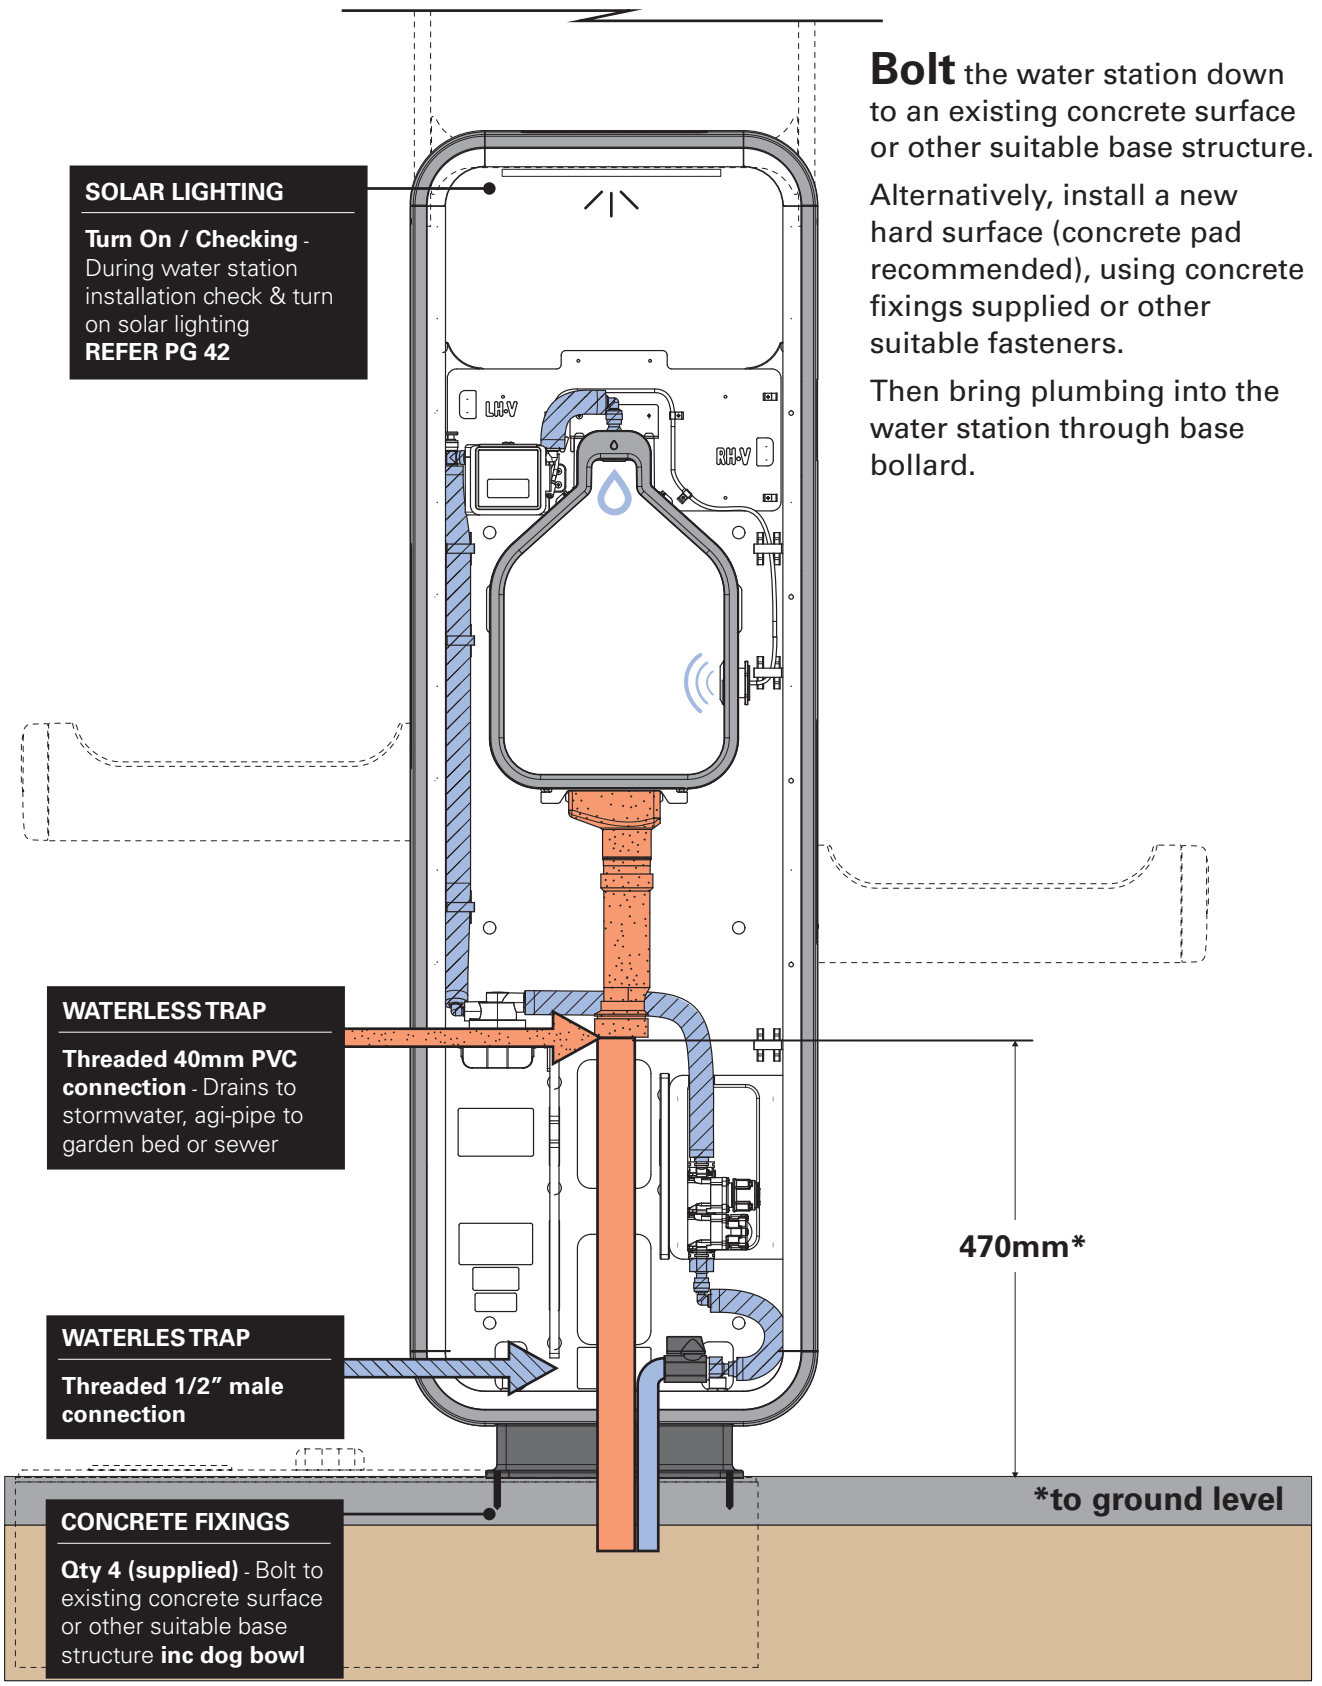 Bolt the water station down
to an existing concrete surface
or other suitable base structure.
Alternatively, install a new
hard surface (concrete pad
recommended), using concrete
fixings supplied or other
suitable fasteners.
Then bring plumbing into the
water station through base
bollard.
SOLAR LIGHTING
Turn On / Checking -
During water station
installation check & turn
on solar lighting
REFER PG 42
LH-V
RH-V
WATERLESS TRAP
Threaded 40mm PVC
connection - Drains to
stormwater, agi-pipe to
garden bed or sewer
470mm*
WATERLES TRAP
Threaded 1/2" male
connection
*to ground level
CONCRETE FIXINGS
Qty 4 (supplied) - Bolt to
existing concrete surface
or other suitable base
structure inc dog bowl